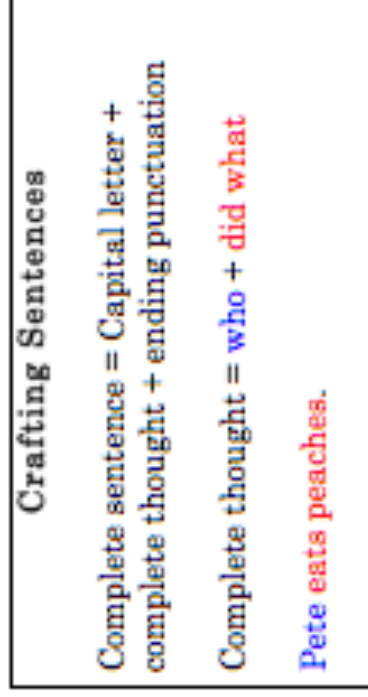 Crafting Sentences
Complete sentence = Capital letter +
complete thought + ending punctuation
Complete thought = who + did what
Pete eats peaches.